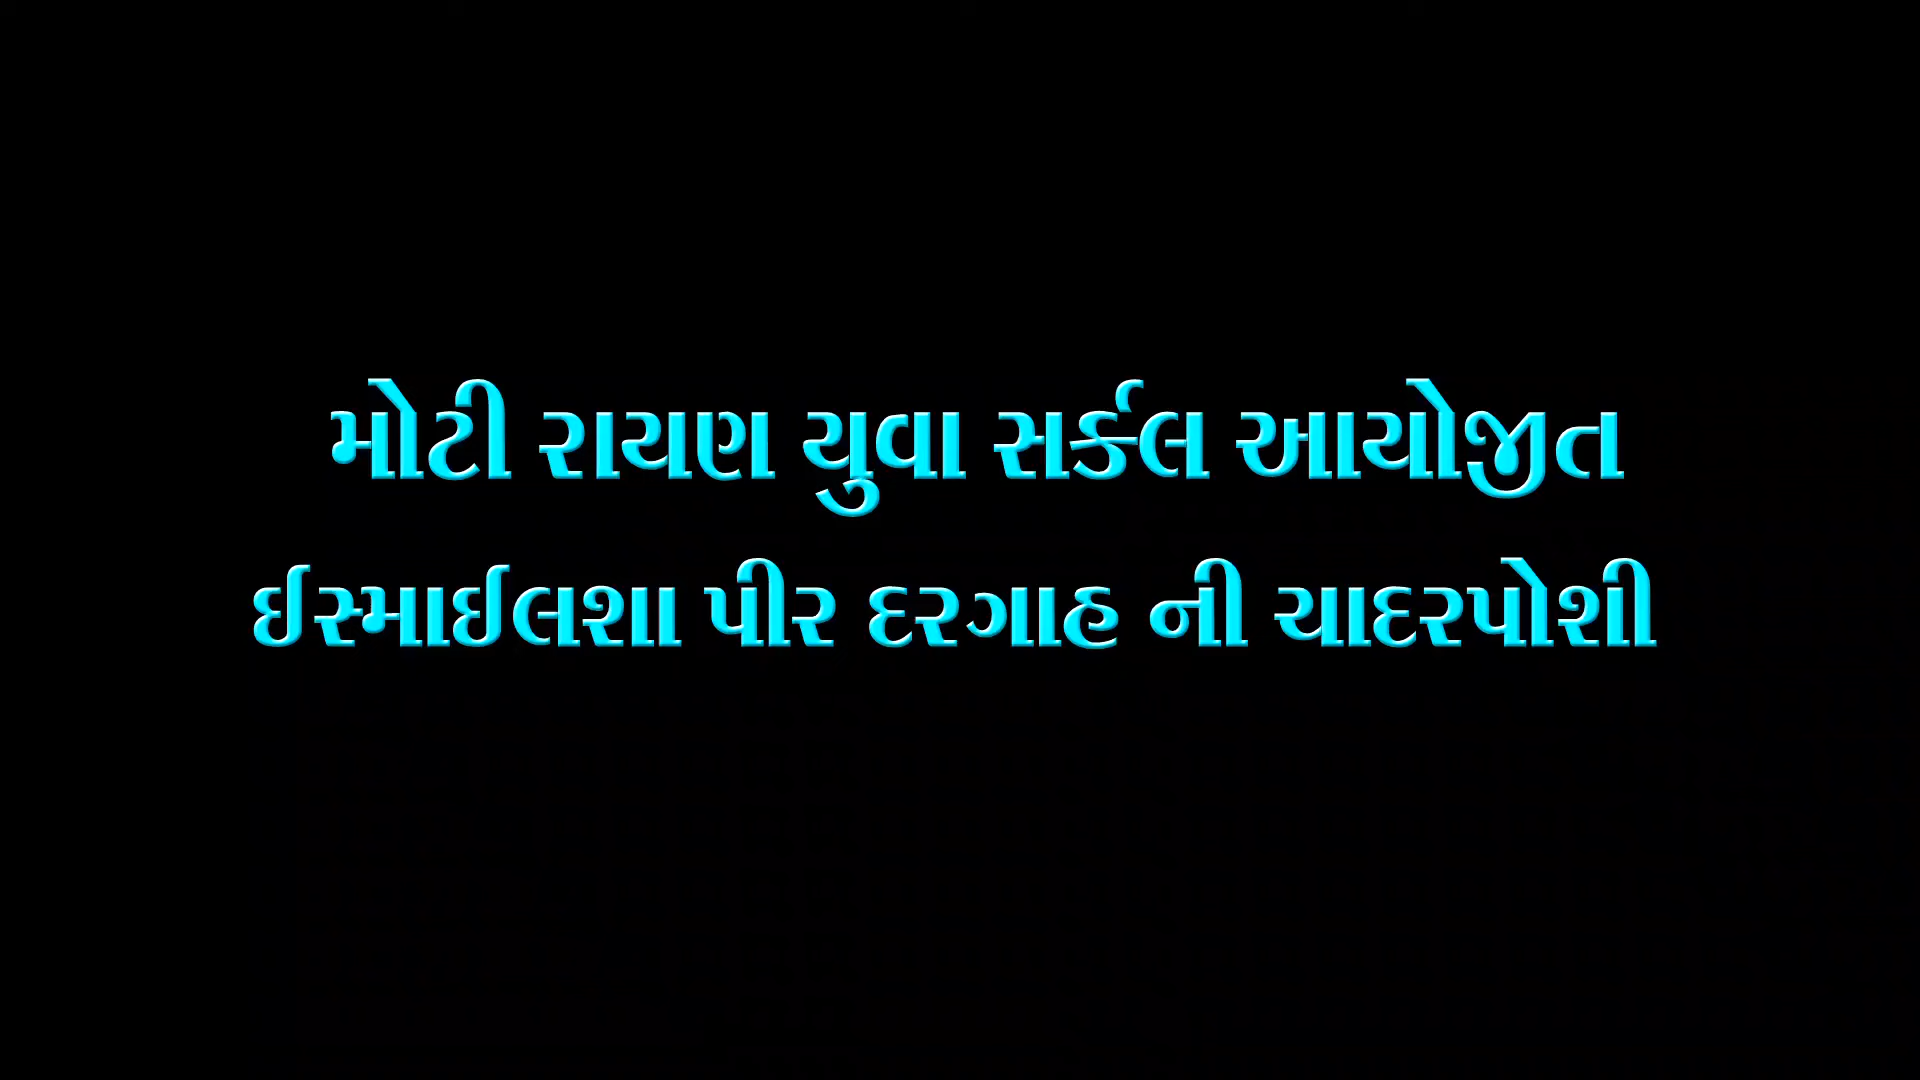 મોટી રાયણ યુવા સર્કલ આયોજીત
ઈસ્માઈલશા પીર દરગાહ ની ચાદરપોશી